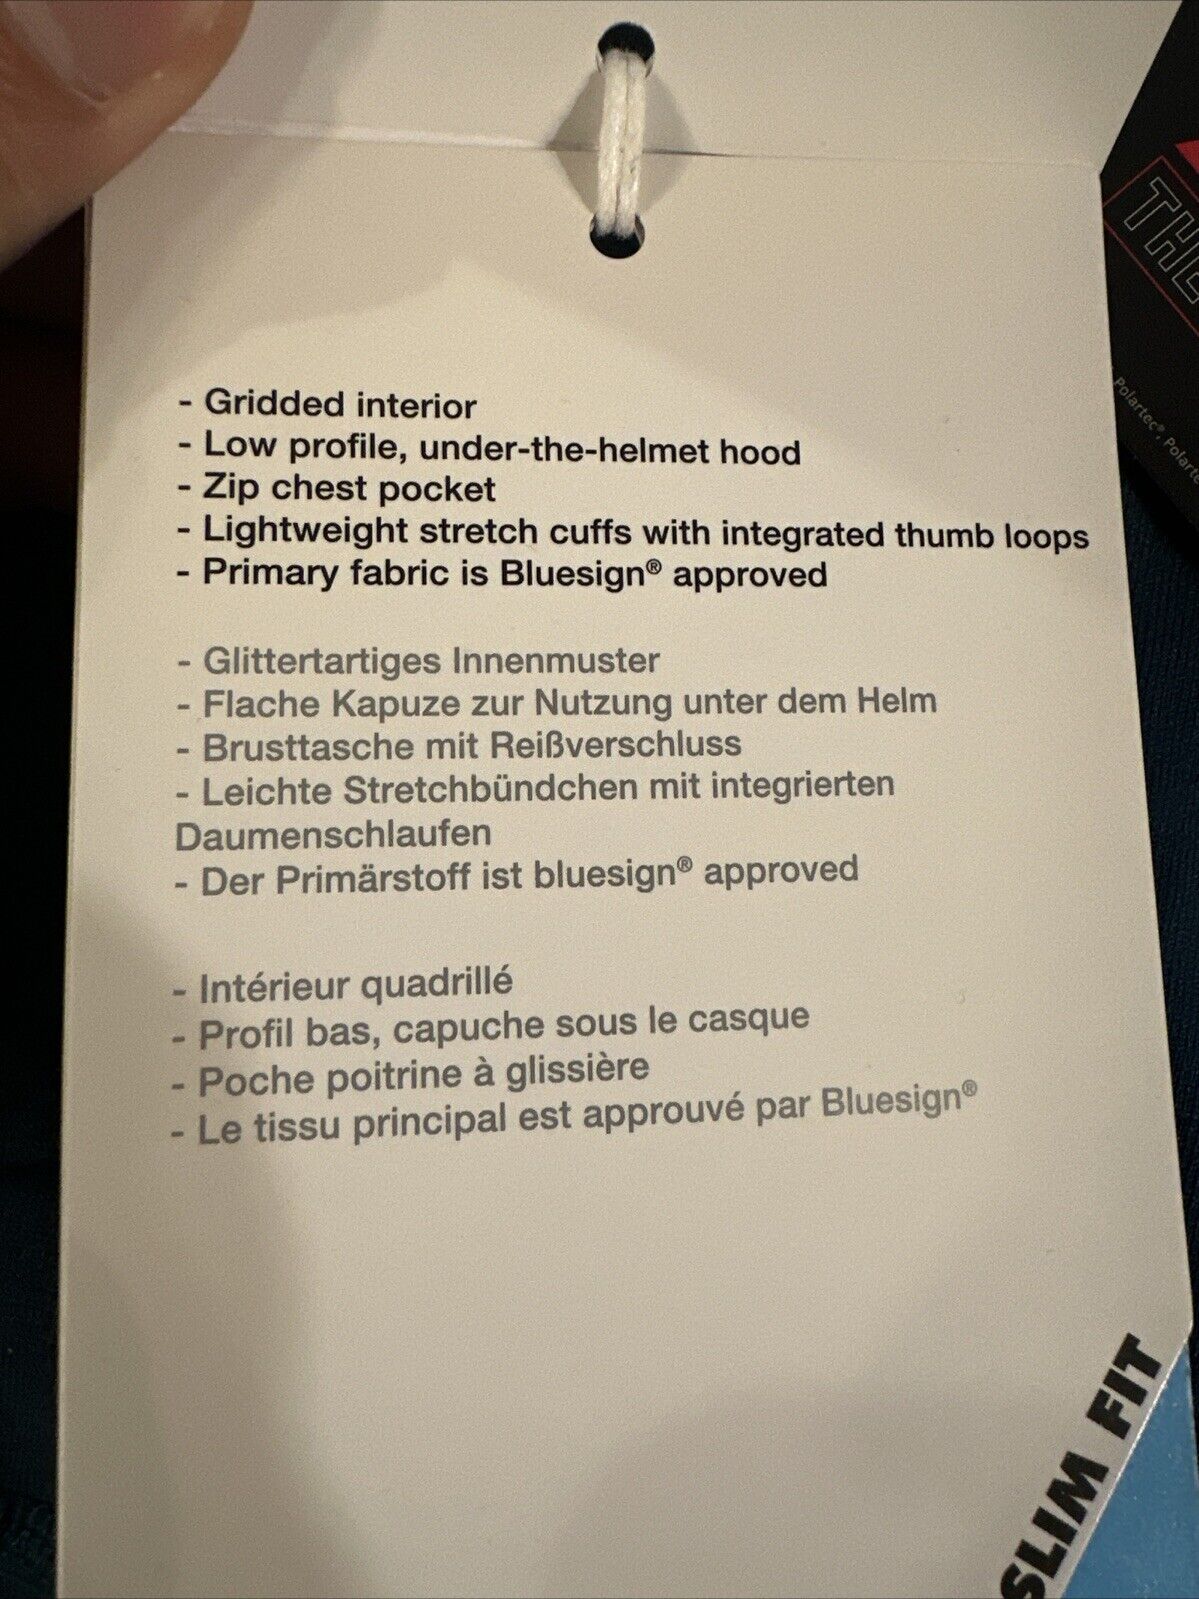 - Gridded interior
- Low profile, under-the-helmet hood
- Zip chest pocket
- Lightweight stretch cuffs with integrated thumb loops
- Primary fabric is Bluesign® approved
- Glittertartiges Innenmuster
- Flache Kapuze zur Nutzung unter dem Helm
- Brusttasche mit Reißverschluss
- Leichte Stretchbündchen mit integrierten
Daumenschlaufen
- Der Primärstoff ist bluesign® approved
- Intérieur quadrillé
- Profil bas, capuche sous le casque
- Poche poitrine à glissière
- Le tissu principal est approuvé par Bluesign®
SLIM FIT
Polartec®,